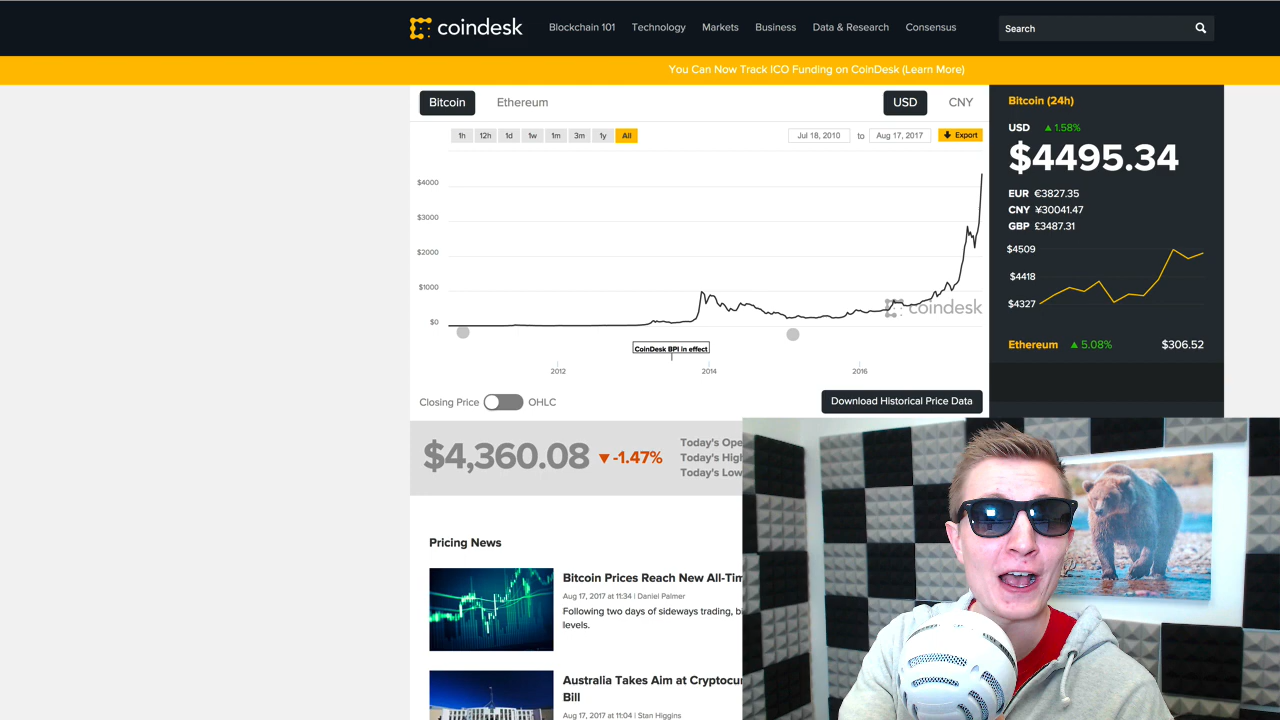 coindesk
Blockchain 101 Technology Markets Business Data & Research Consensus
Search
You Can Now Track ICO Funding on CoinDesk (Learn More)
Bitcoin Ethereum
USD CNY
1h 12h 1d 1w 1m 3m 1y All
Jul 18, 2010 to Aug 17, 2017
Export
$4000
$3000
$2000
$1000
$0
coindesk
CoinDesk BPI in effect
2012 2014 2016
Closing Price OHLC
Download Historical Price Data
Bitcoin (24h)
USD ▲ 1.58%
$4495.34
EUR €3827.35
CNY ¥30041.47
GBP £3487.31
$4509
$4418
$4327
Ethereum ▲ 5.08% $306.52
$4,360.08 ▼ -1.47%
Today's Ope
Today's Hig
Today's Low
Pricing News
Bitcoin Prices Reach New All-Tim
Aug 17, 2017 at 11:34 | Daniel Palmer
Following two days of sideways trading, bi
levels.
Australia Takes Aim at Cryptocur
Bill
Aug 17, 2017 at 11:04 | Stan Higgins